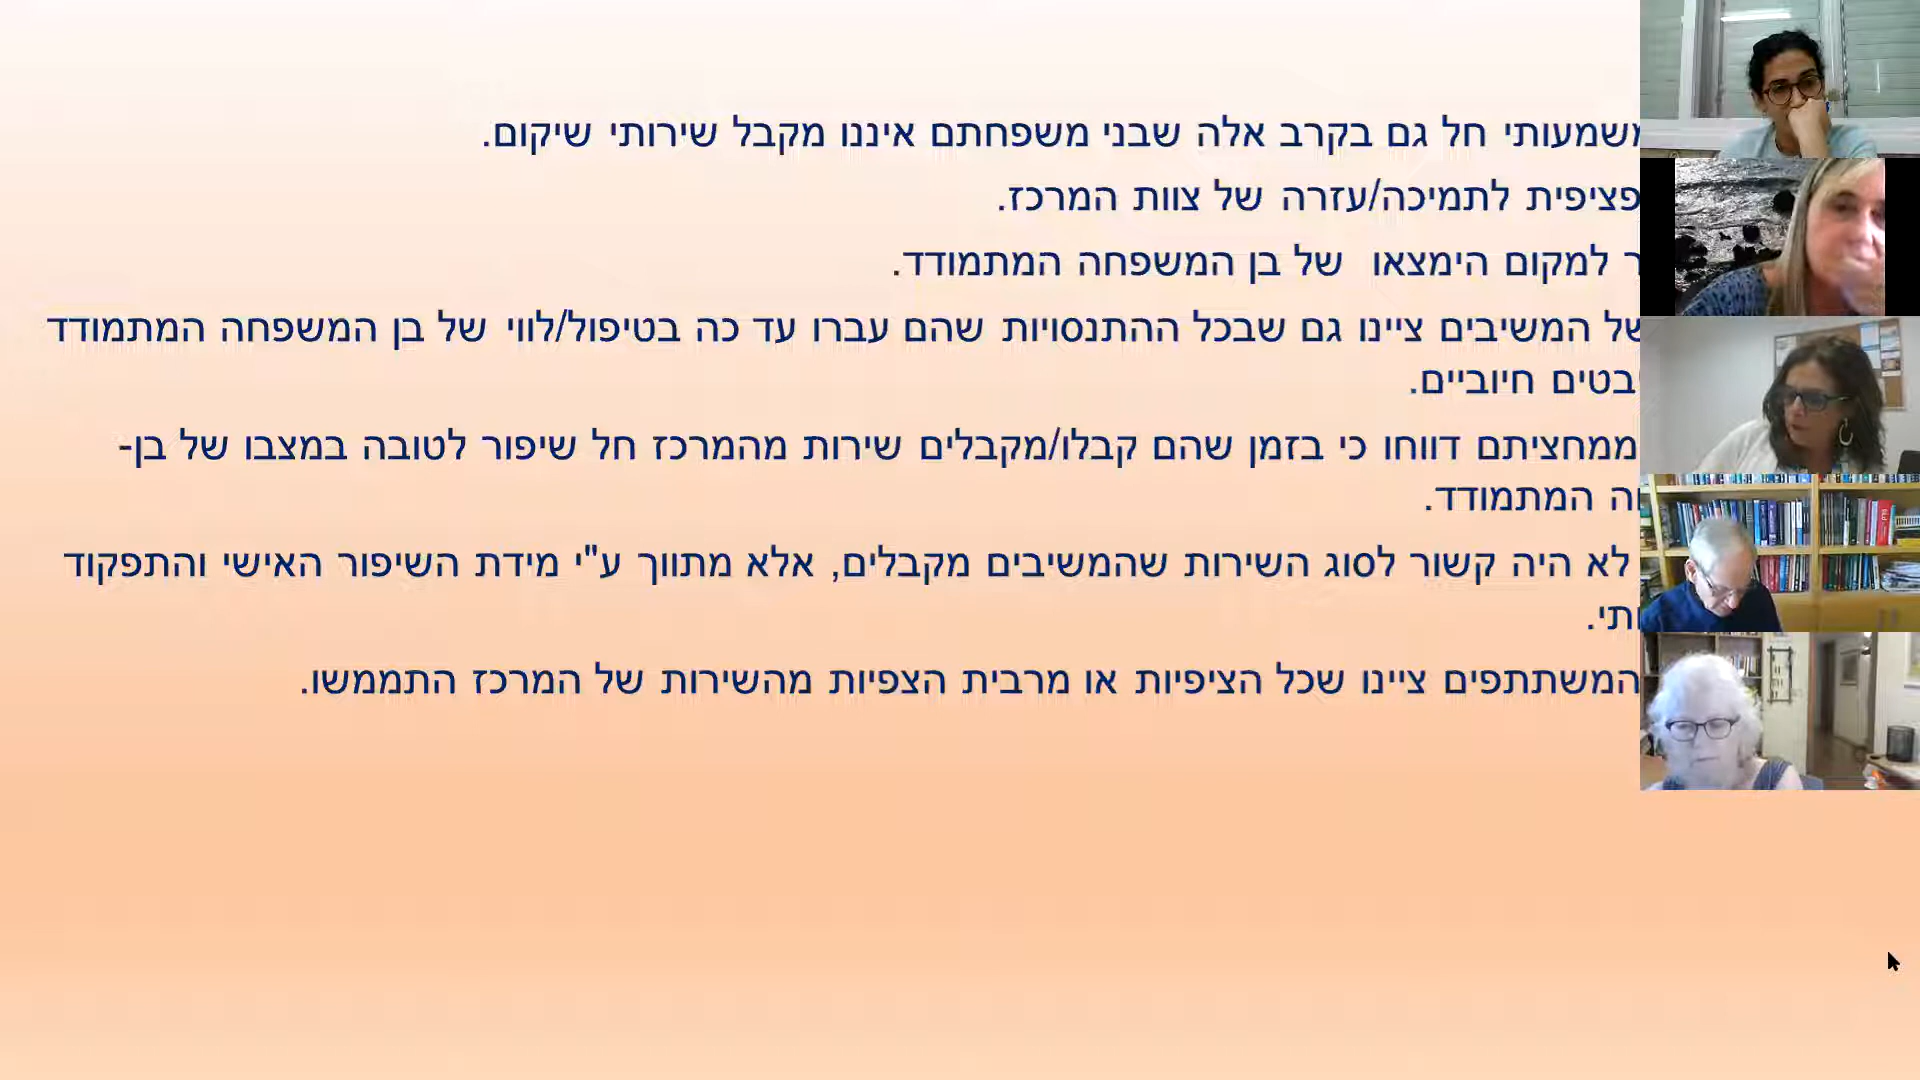 משמעותי חל גם בקרב אלה שבני משפחתם איננו מקבל שירותי שיקום.
לתמיכה/עזרה של צוות המרכז.
למקום הימצאו של בן המשפחה המתמודד.
המשיבים ציינו גם שבכל ההתנסויות שהם עברו עד כה בטיפול/לווי של בן המשפחה המתמודד
חיוביים.
ממחציתם דווחו כי בזמן שהם קבלו/מקבלים שירות מהמרכז חל שיפור לטובה במצבו של בן-
המתמודד.
לא היה קשור לסוג השירות שהמשיבים מקבלים, אלא מתווך ע"י מידת השיפור האישי והתפקוד
המשתתפים ציינו שכל הציפיות או מרבית הצפיות מהשירות של המרכז התממשו.